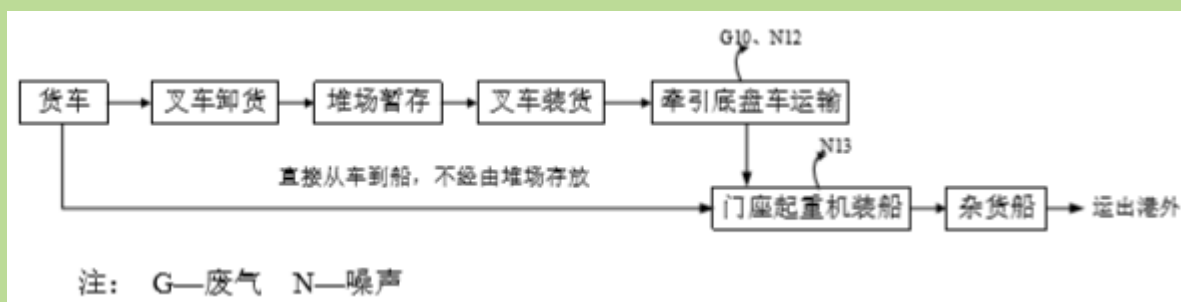 G10、N12
货车
叉车卸货
堆场暂存
叉车装货
牵引底盘车运输
N13
直接从车到船，不经由堆场存放
门座起重机装船
杂货船
运出港外
注： G—废气 N—噪声